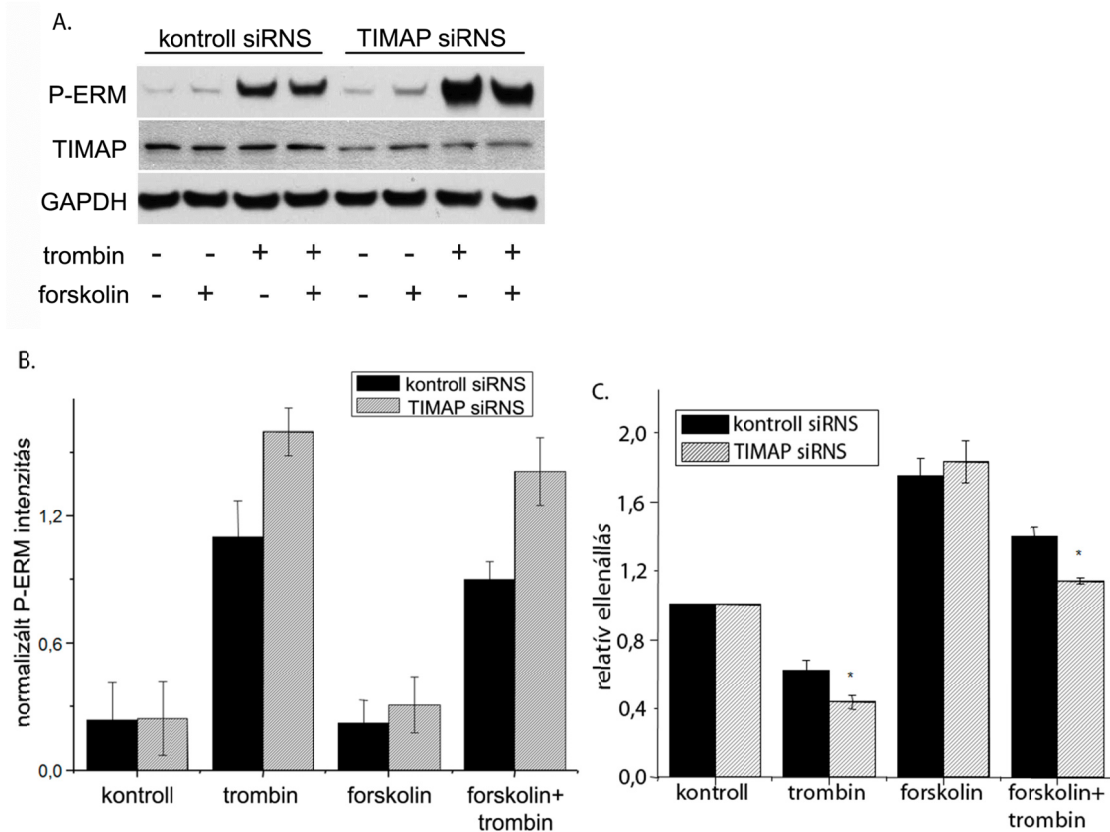 A.
kontroll siRNS TIMAP siRNS
P-ERM
TIMAP
GAPDH
trombin - - + + - - + +
forskolin - + - + - + - +
B.
kontroll siRNS
TIMAP siRNS
normalizált P-ERM intenzitás
1,2
0,6
0,0
kontroll trombin forskolin forskolin+
trombin
C.
kontroll siRNS
TIMAP siRNS
relatív ellenállás
2,0
1,6
1,2
0,8
0,4
0,0
*
*
kontroll trombin forskolin forskolin+
trombin